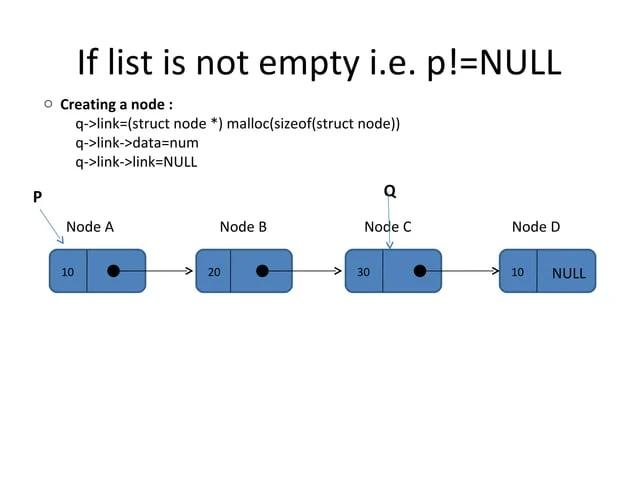 If list is not empty i.e. p!=NULL
○ Creating a node :
q->link=(struct node *) malloc(sizeof(struct node))
q->link->data=num
q->link->link=NULL
P
Q
Node A
Node B
Node C
Node D
10
20
30
10
NULL